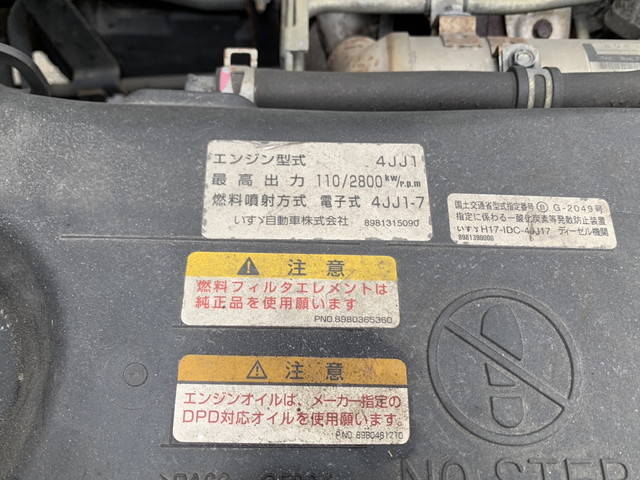 エンジン型式 4JJ1
最高出力 110/2800kW/r.p.m
燃料噴射方式 電子式 4JJ1-7
いすゞ自動車株式会社 8981315090
国土交通省型式指定番号 Ⓑ G-2049号
指定に係わる一酸化炭素等発散防止装置
いすゞH17-IDC-4JJ17 ディーゼル機関
⚠ 注意
燃料フィルタエレメントは
純正品を使用願います
PNO.8980365360
⚠ 注意
エンジンオイルは、メーカー指定の
DPD対応オイルを使用願います。
PNO.8980461710
NO STEP